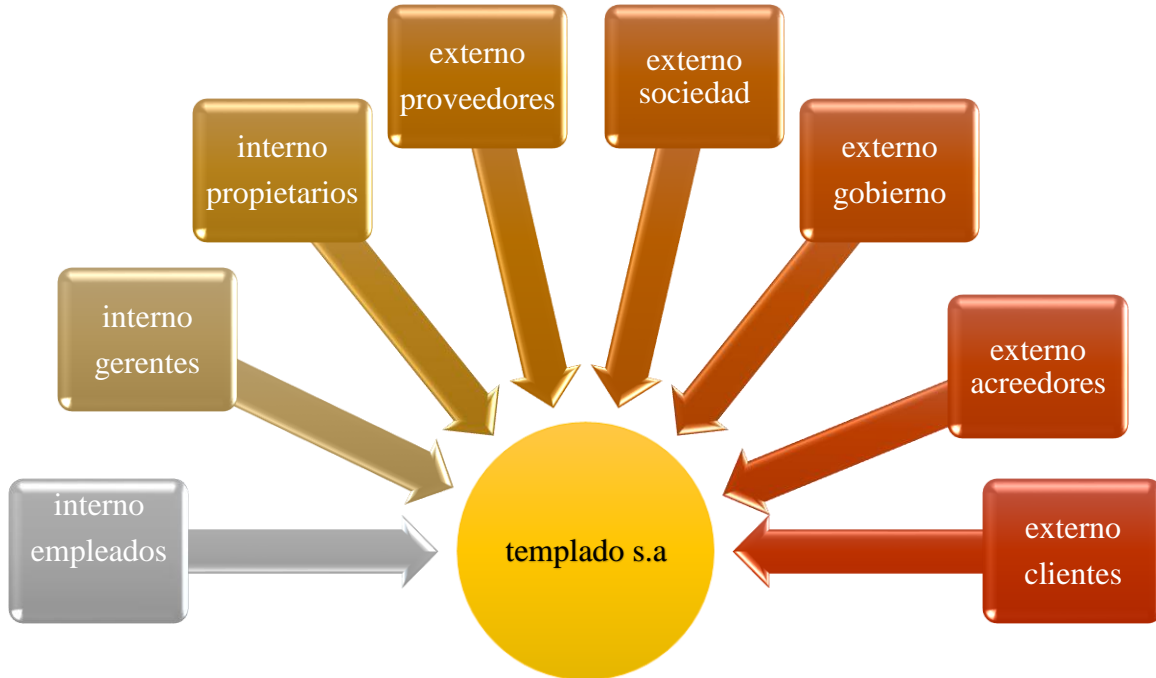 interno
empleados
interno
gerentes
interno
propietarios
externo
proveedores
externo
sociedad
externo
gobierno
externo
acreedores
externo
clientes
templado s.a